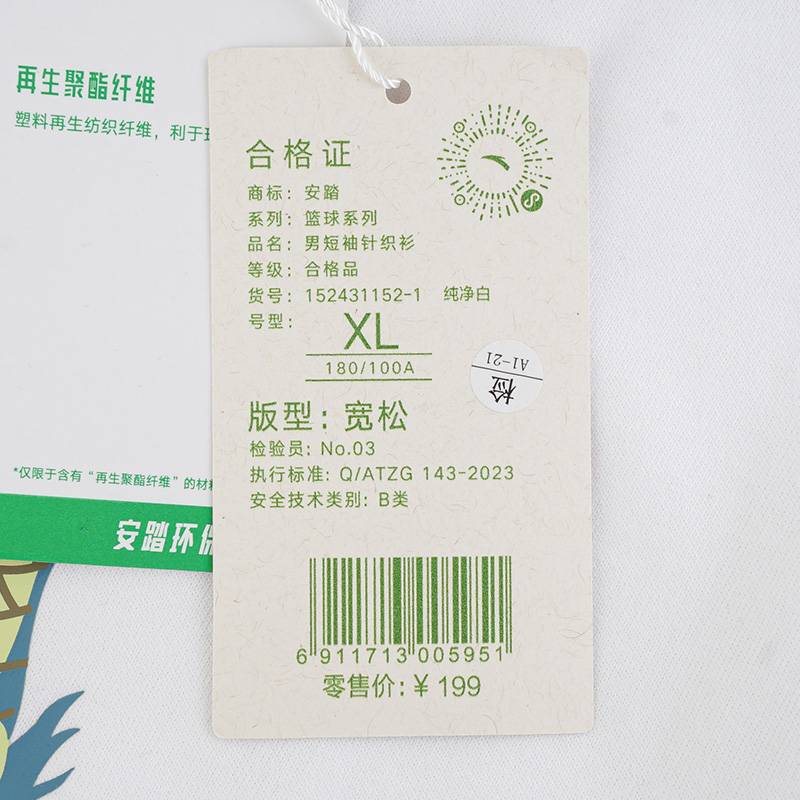 再生聚酯纤维
塑料再生纺织纤维，利于
*仅限于含有“再生聚酯纤维”的材
安踏环保
合格证
商标：安踏
系列：篮球系列
品名：男短袖针织衫
等级：合格品
货号：152431152-1 纯净白
号型：
XL
180/100A
版型：宽松
检验员：No.03
执行标准：Q/ATZG 143-2023
安全技术类别：B类
检
A1-21
6 911713 005951
零售价：¥ 199